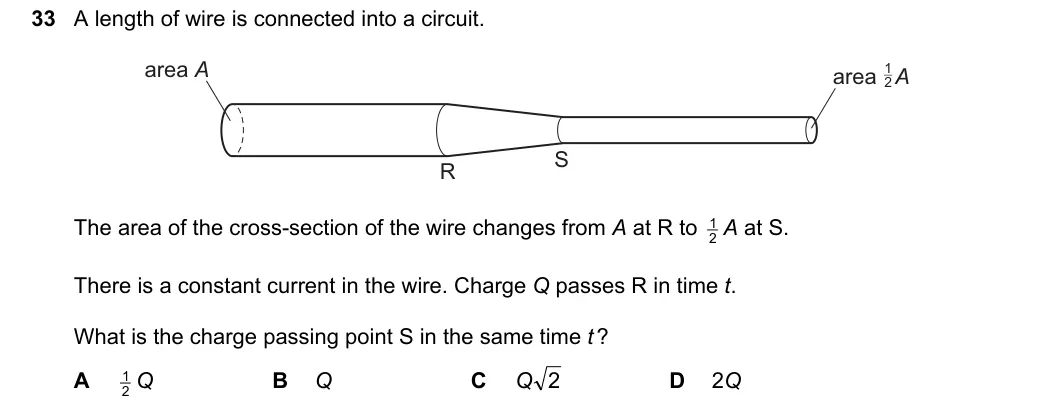 33 A length of wire is connected into a circuit.
area A
area ½A
R
S
The area of the cross-section of the wire changes from A at R to ½A at S.
There is a constant current in the wire. Charge Q passes R in time t.
What is the charge passing point S in the same time t?
A ½Q B Q C Q√2 D 2Q